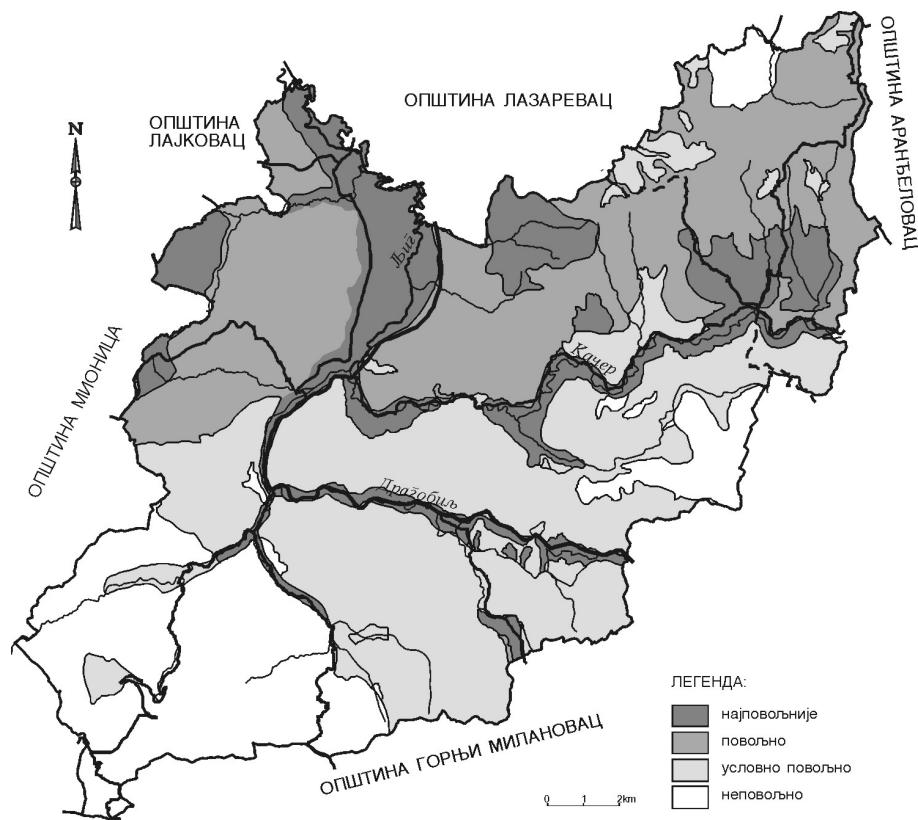 ОПШТИНА ЛАЗАРЕВАЦ
ОПШТИНА АРАНЂЕЛОВАЦ
ОПШТИНА
ЛАЈКОВАЦ
N
Љиг
ОПШТИНА МИОНИЦА
Качер
Драгобиљ
ОПШТИНА ГОРЊИ МИЛАНОВАЦ
ЛЕГЕНДА:
најповољније
повољно
условно повољно
неповољно
0 1 2km